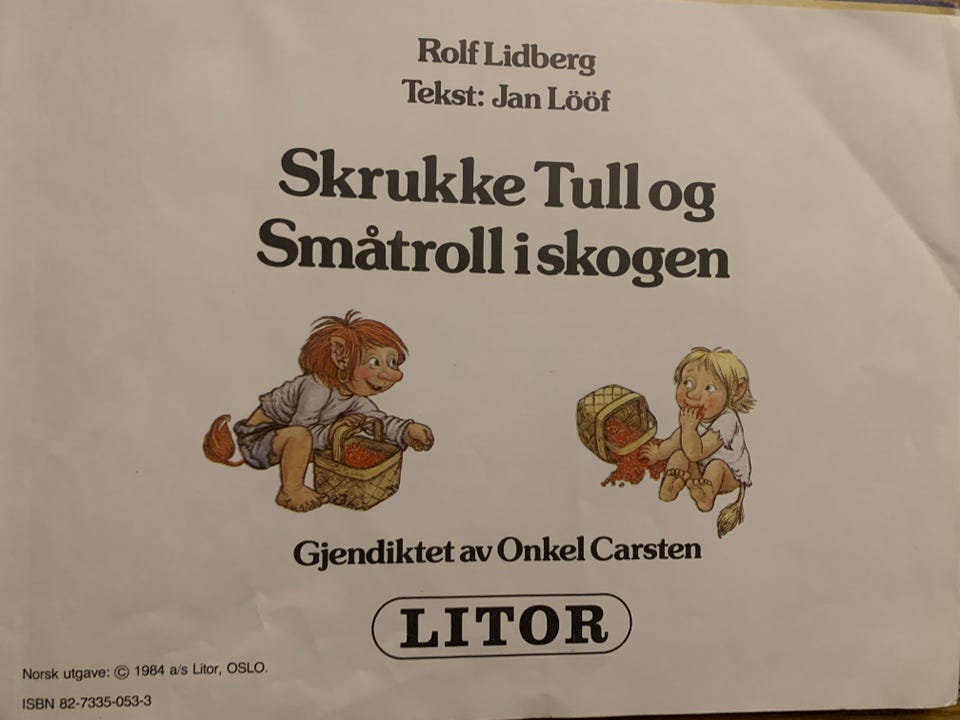 Rolf Lidberg
Tekst: Jan Lööf
Skrukke Tull og
Småtroll i skogen
Gjendiktet av Onkel Carsten
LITOR
Norsk utgave: © 1984 a/s Litor, OSLO.
ISBN 82-7335-053-3